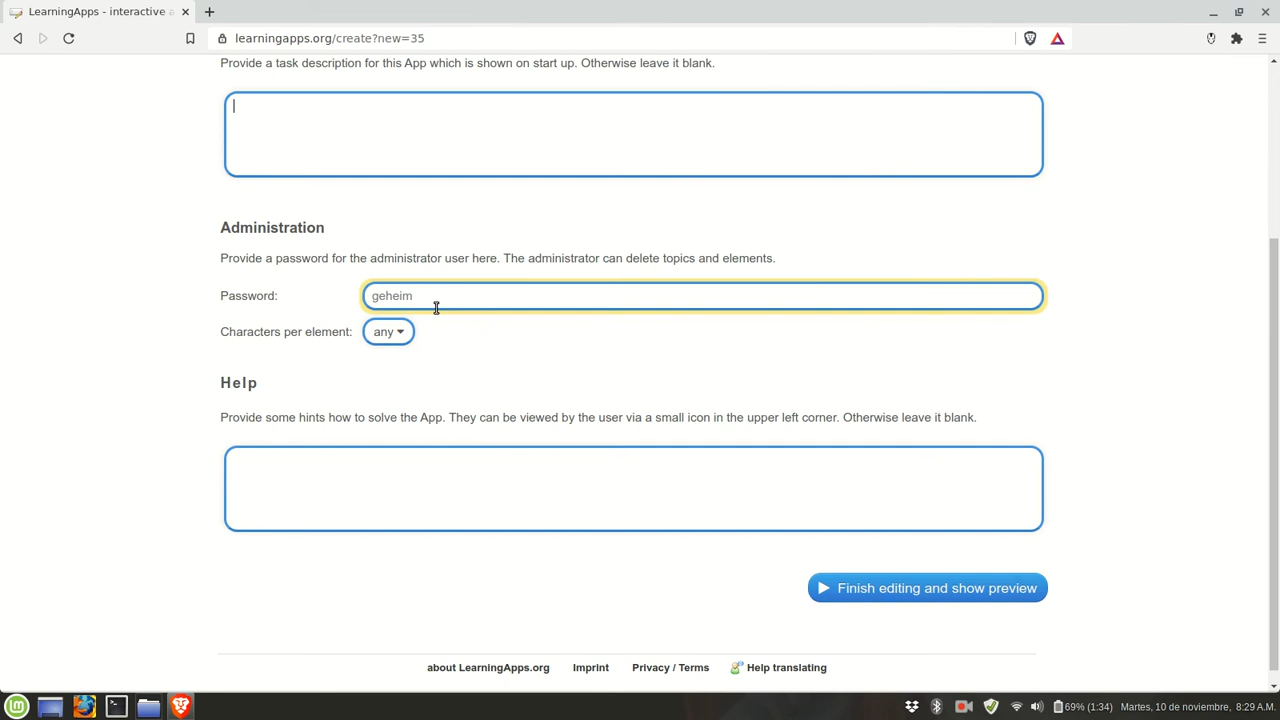 LearningApps - interactive a
learningapps.org/create?new=35
Provide a task description for this App which is shown on start up. Otherwise leave it blank.
Administration
Provide a password for the administrator user here. The administrator can delete topics and elements.
Password:
geheim
Characters per element:
any
Help
Provide some hints how to solve the App. They can be viewed by the user via a small icon in the upper left corner. Otherwise leave it blank.
Finish editing and show preview
about LearningApps.org
Imprint
Privacy / Terms
Help translating
69% (1:34)
Martes, 10 de noviembre, 8:29 A.M.